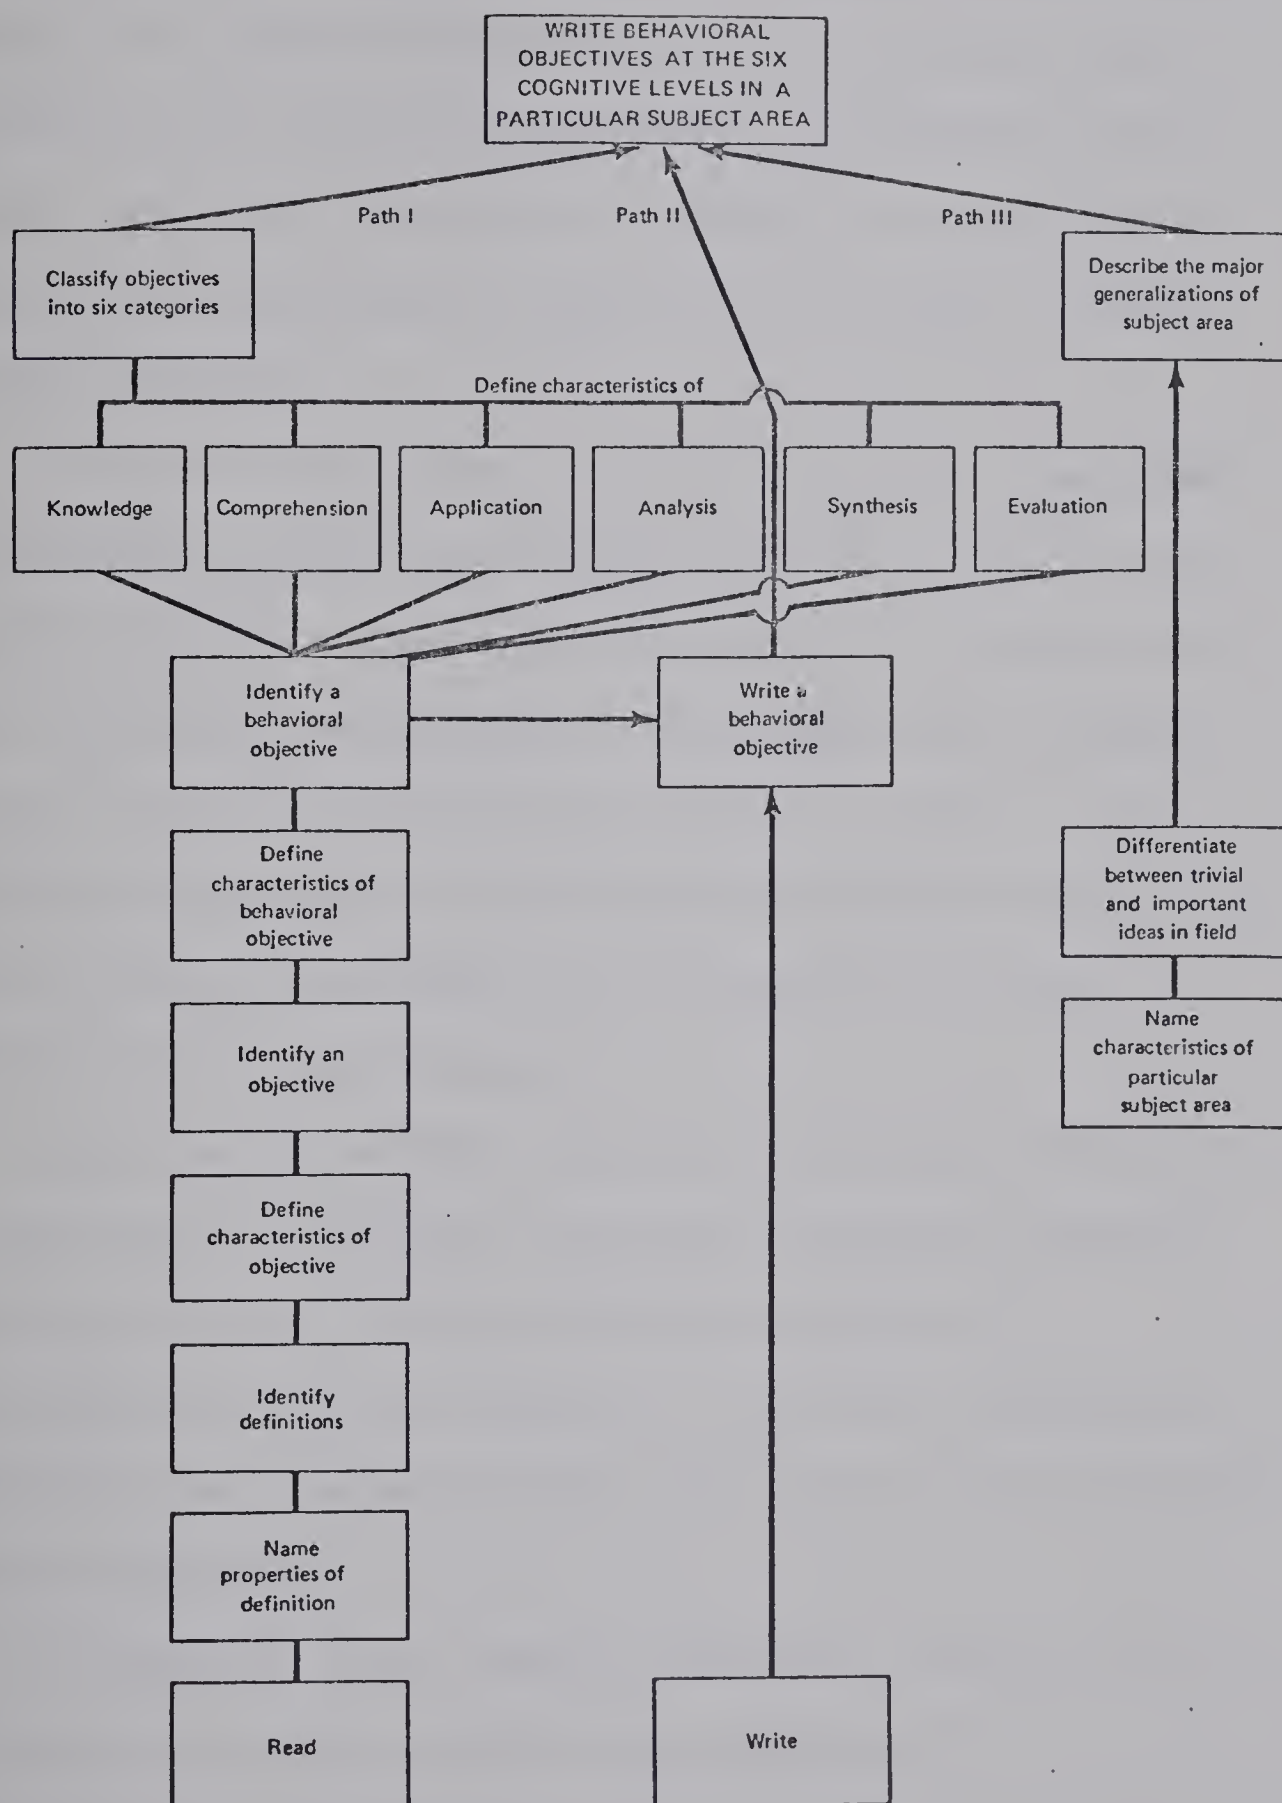 WRITE BEHAVIORAL
OBJECTIVES AT THE SIX
COGNITIVE LEVELS IN A
PARTICULAR SUBJECT AREA
Path I
Path II
Path III
Classify objectives
into six categories
Describe the major
generalizations of
subject area
Define characteristics of
Knowledge
Comprehension
Application
Analysis
Synthesis
Evaluation
Identify a
behavioral
objective
Write a
behavioral
objective
Define
characteristics of
behavioral
objective
Differentiate
between trivial
and important
ideas in field
Identify an
objective
Name
characteristics of
particular
subject area
Define
characteristics of
objective
Identify
definitions
Name
properties of
definition
Read
Write